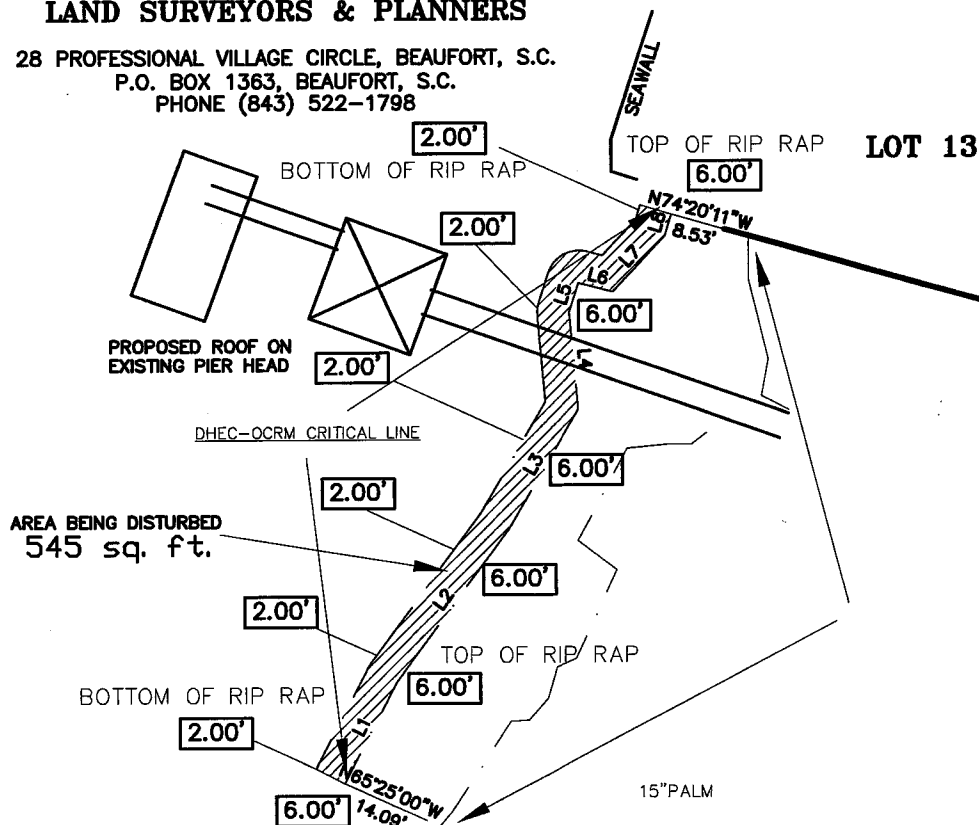 LAND SURVEYORS & PLANNERS
28 PROFESSIONAL VILLAGE CIRCLE, BEAUFORT, S.C.
P.O. BOX 1363, BEAUFORT, S.C.
PHONE (843) 522-1798
SEAWALL
2.00'
TOP OF RIP RAP
LOT 13
BOTTOM OF RIP RAP
6.00'
N74°20'11"W
8.53'
L8
2.00'
L7
L6
L5
6.00'
PROPOSED ROOF ON
EXISTING PIER HEAD
2.00'
L4
DHEC-OCRM CRITICAL LINE
L3
6.00'
2.00'
AREA BEING DISTURBED
545 sq. ft.
6.00'
L2
2.00'
TOP OF RIP RAP
6.00'
BOTTOM OF RIP RAP
2.00'
L1
N65°25'00"W
14.09'
6.00'
15"PALM